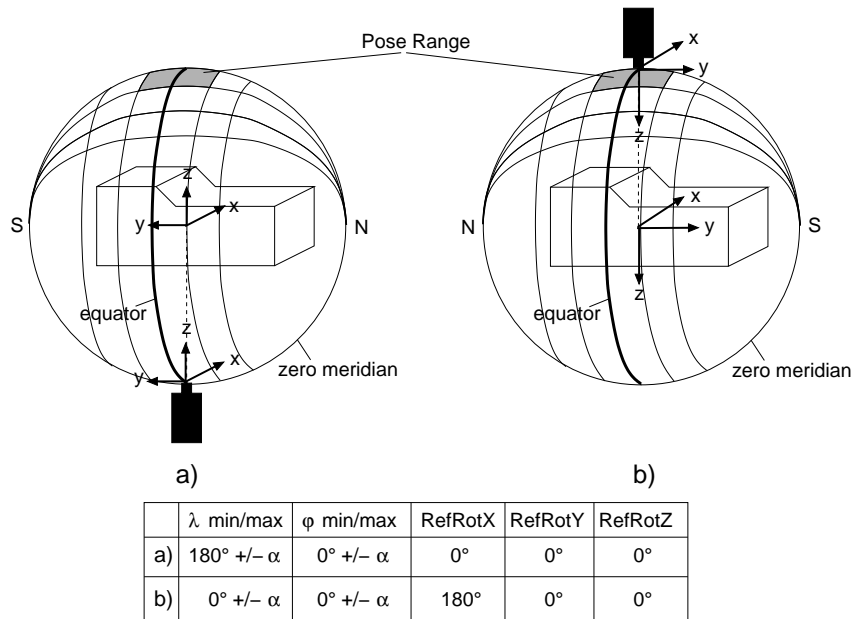 Pose Range
x
y
z
z
x
y
S
N
equator
z
x
y
zero meridian
a)
x
y
z
N
S
equator
z
zero meridian
b)
λ min/max φ min/max RefRotX RefRotY RefRotZ
a) 180° +/– α 0° +/– α 0° 0° 0°
b) 0° +/– α 0° +/– α 180° 0° 0°